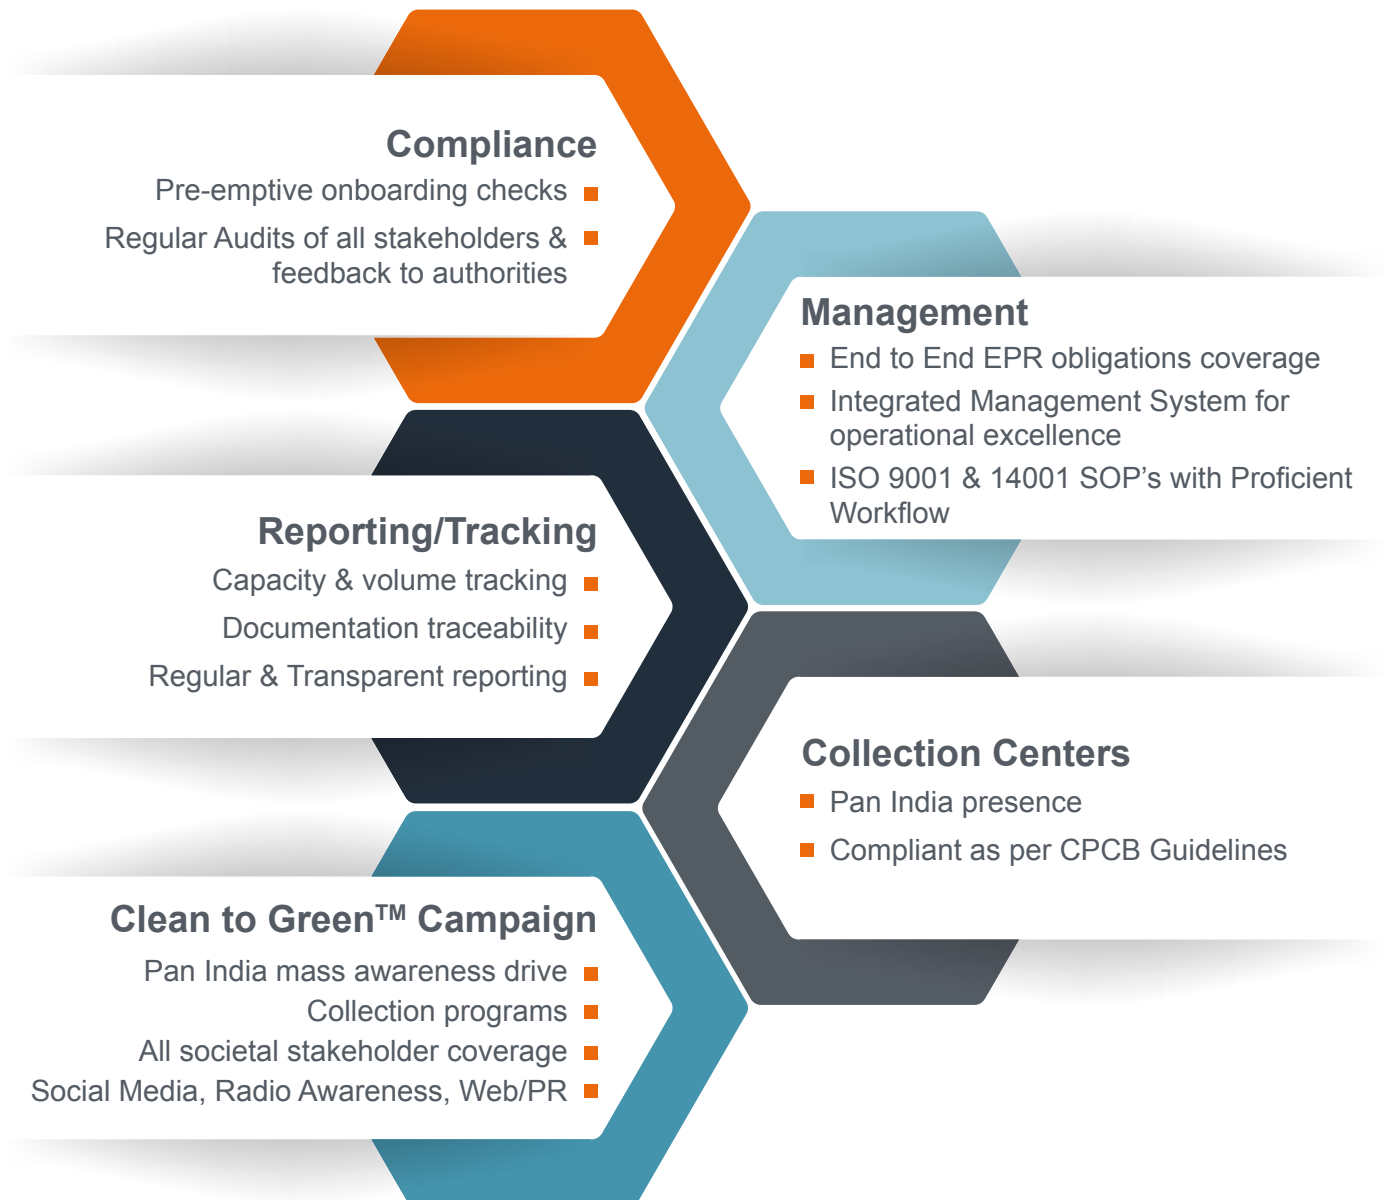 Compliance
Pre-emptive onboarding checks
Regular Audits of all stakeholders &
feedback to authorities
Management
End to End EPR obligations coverage
Integrated Management System for
operational excellence
ISO 9001 & 14001 SOP’s with Proficient
Workflow
Reporting/Tracking
Capacity & volume tracking
Documentation traceability
Regular & Transparent reporting
Collection Centers
Pan India presence
Compliant as per CPCB Guidelines
Clean to Green™ Campaign
Pan India mass awareness drive
Collection programs
All societal stakeholder coverage
Social Media, Radio Awareness, Web/PR